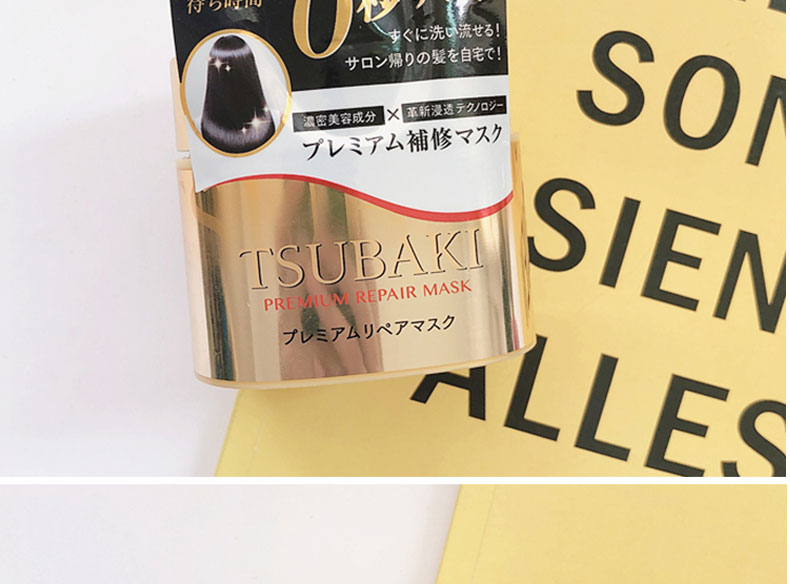 待ち時間
0秒
すぐに洗い流せる!
サロン帰りの髪を自宅で!
濃密美容成分 × 革新浸透テクノロジー
プレミアム補修マスク
TSUBAKI
PREMIUM REPAIR MASK
プレミアムリペアマスク
SON
SIEN
ALLES